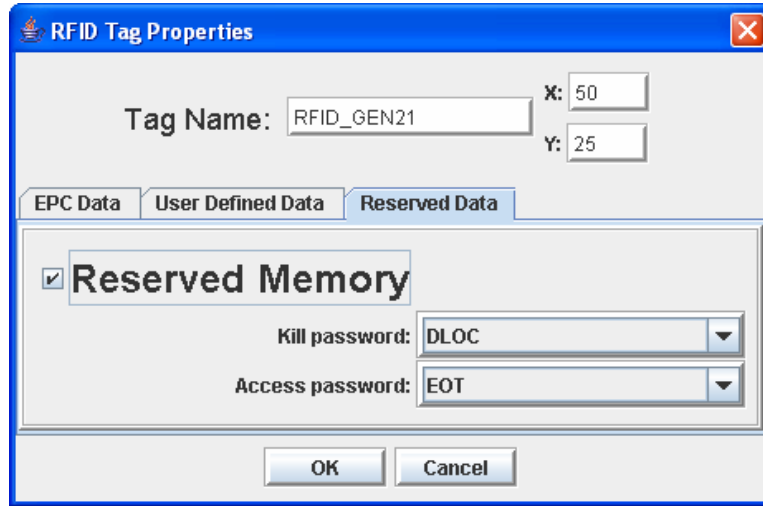 RFID Tag Properties
Tag Name: RFID_GEN21
X: 50
Y: 25
EPC Data User Defined Data Reserved Data
Reserved Memory
Kill password: DLOC
Access password: EOT
OK Cancel